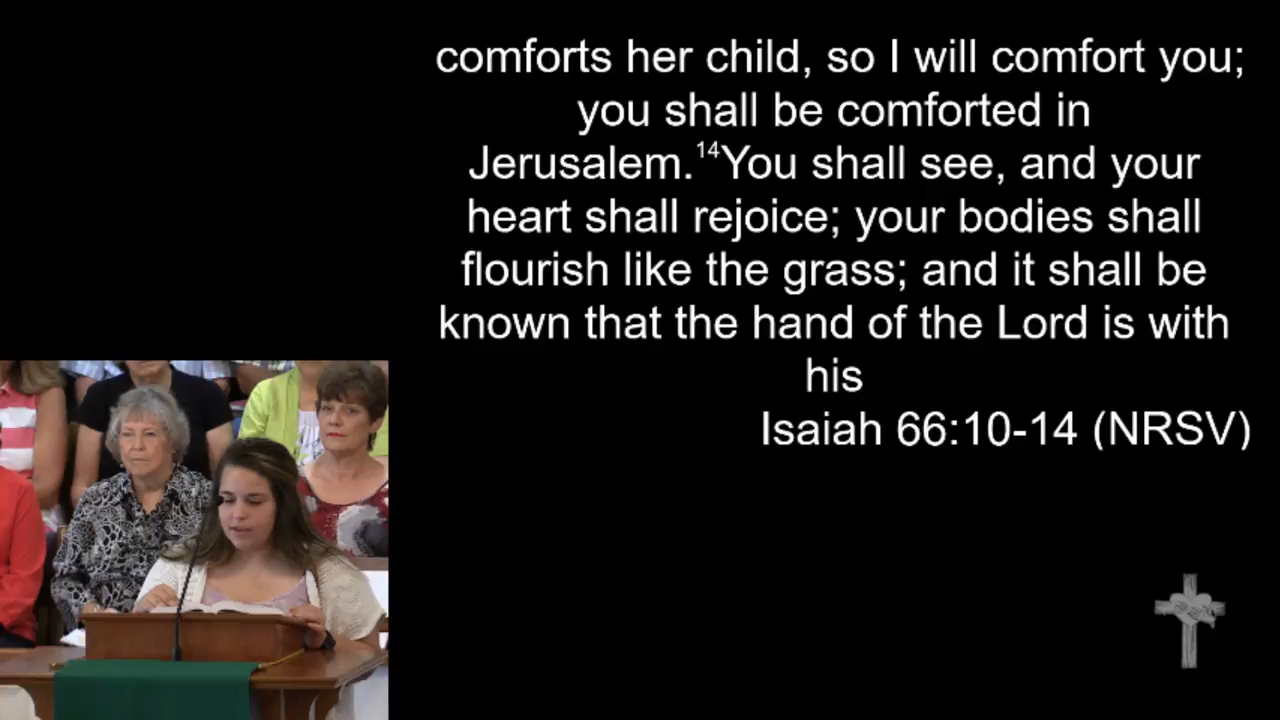 comforts her child, so I will comfort you;
you shall be comforted in
Jerusalem.¹⁴You shall see, and your
heart shall rejoice; your bodies shall
flourish like the grass; and it shall be
known that the hand of the Lord is with
his
Isaiah 66:10-14 (NRSV)